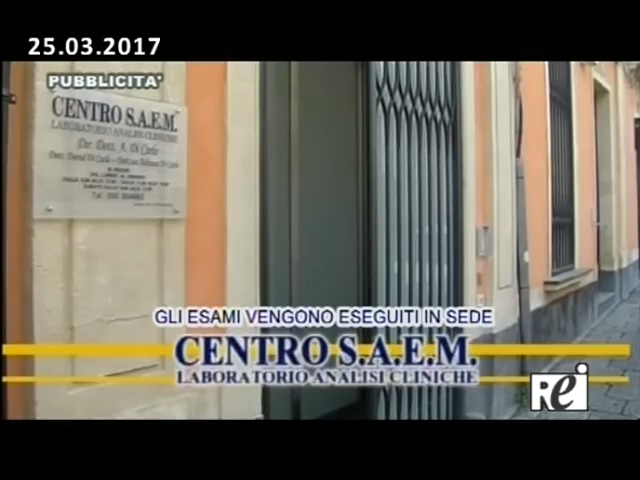 25.03.2017
PUBBLICITA'
CENTRO S.A.E.M.
LABORATORIO ANALISI CLINICHE
Dir. Dott. A. Di Carlo
GLI ESAMI VENGONO ESEGUITI IN SEDE
CENTRO S.A.E.M.
LABORATORIO ANALISI CLINICHE
Rei